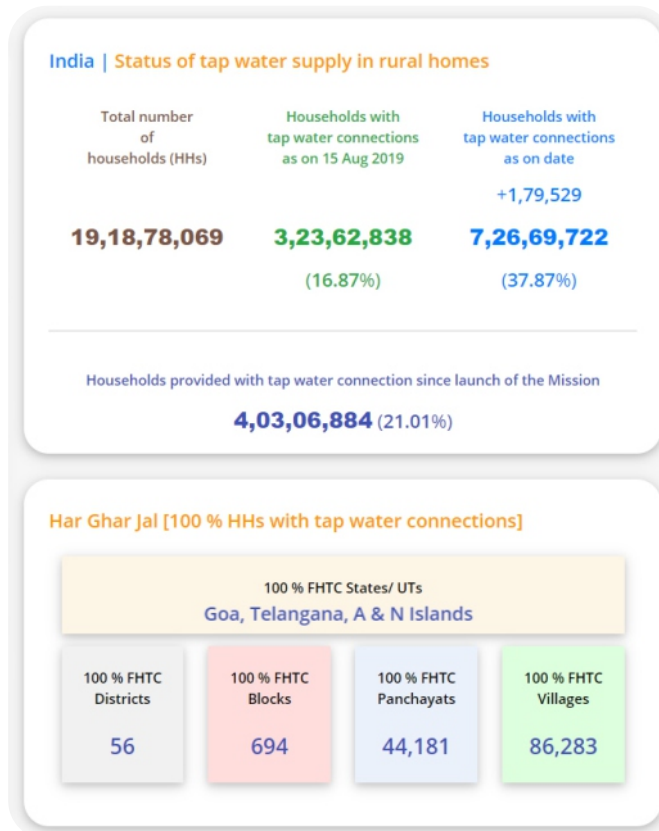 India | Status of tap water supply in rural homes
Total number
of
households (HHs)
19,18,78,069
Households with
tap water connections
as on 15 Aug 2019
3,23,62,838
(16.87%)
Households with
tap water connections
as on date
+1,79,529
7,26,69,722
(37.87%)
Households provided with tap water connection since launch of the Mission
4,03,06,884 (21.01%)
Har Ghar Jal [100 % HHs with tap water connections]
100 % FHTC States/ UTs
Goa, Telangana, A & N Islands
100 % FHTC
Districts
56
100 % FHTC
Blocks
694
100 % FHTC
Panchayats
44,181
100 % FHTC
Villages
86,283